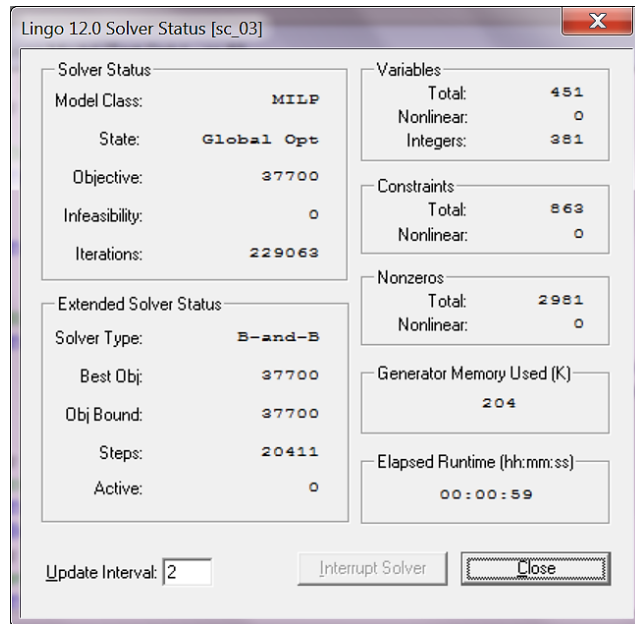 Lingo 12.0 Solver Status [sc_03]
Solver Status
Model Class: MILP
State: Global Opt
Objective: 37700
Infeasibility: 0
Iterations: 229063
Extended Solver Status
Solver Type: B-and-B
Best Obj: 37700
Obj Bound: 37700
Steps: 20411
Active: 0
Variables
Total: 451
Nonlinear: 0
Integers: 381
Constraints
Total: 863
Nonlinear: 0
Nonzeros
Total: 2981
Nonlinear: 0
Generator Memory Used (K)
204
Elapsed Runtime (hh:mm:ss)
00:00:59
Update Interval: 2
Interrupt Solver
Close